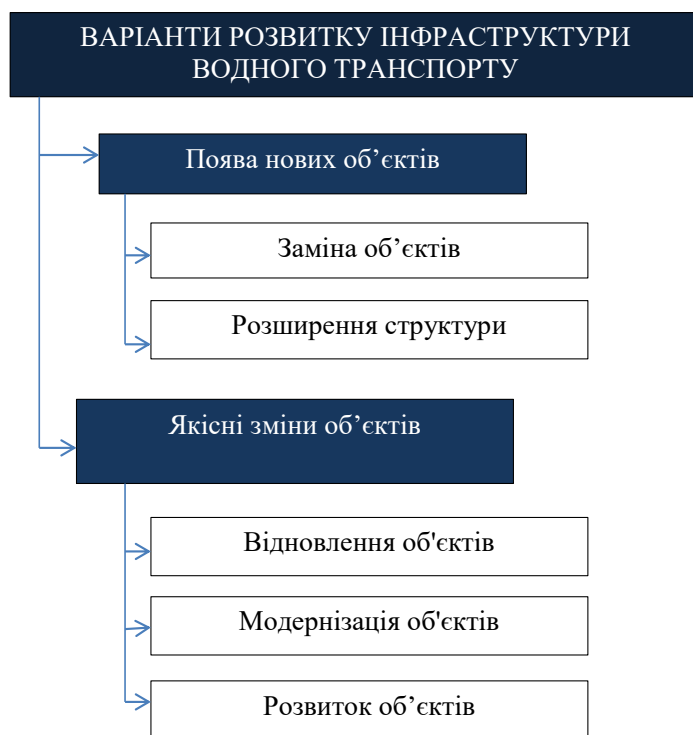 ВАРІАНТИ РОЗВИТКУ ІНФРАСТРУКТУРИ
ВОДНОГО ТРАНСПОРТУ
Поява нових об’єктів
Заміна об’єктів
Розширення структури
Якісні зміни об’єктів
Відновлення об'єктів
Модернізація об'єктів
Розвиток об’єктів